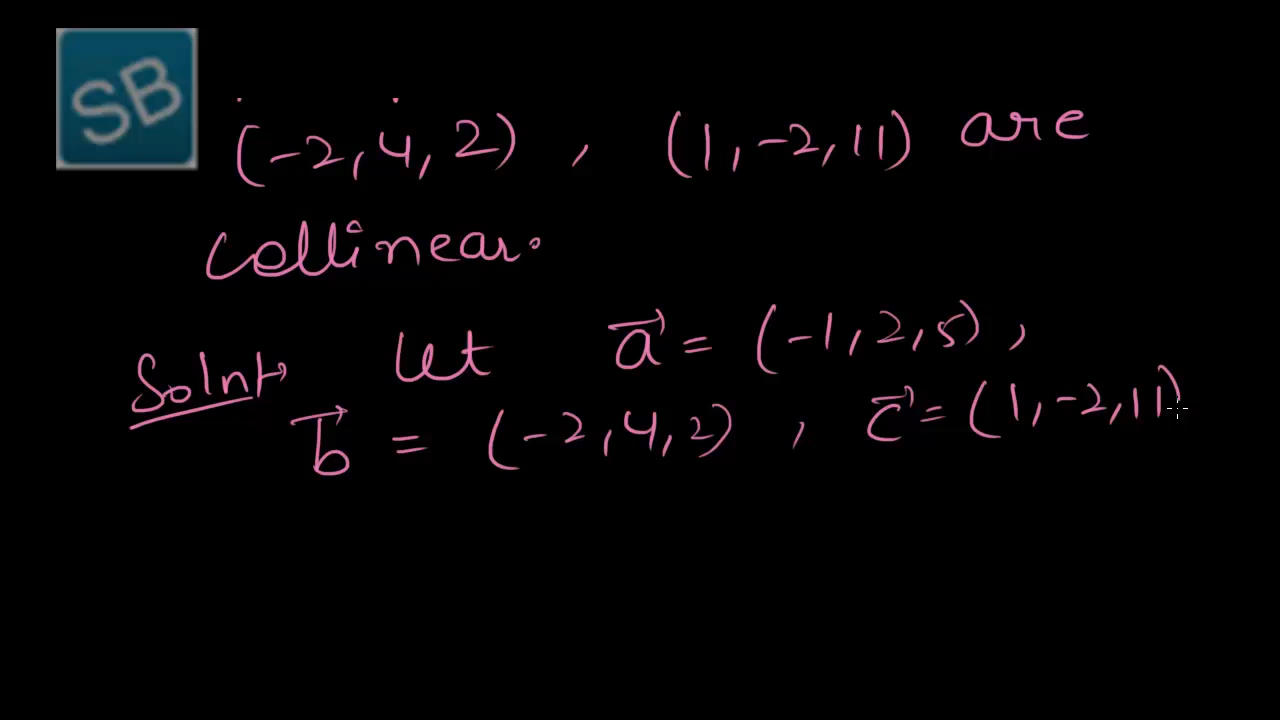 SB
(-2,4,2), (1,-2,11) are
collinear.
Soln: Let a⃗ = (-1,2,5),
b⃗ = (-2,4,2), c⃗ = (1,-2,11)